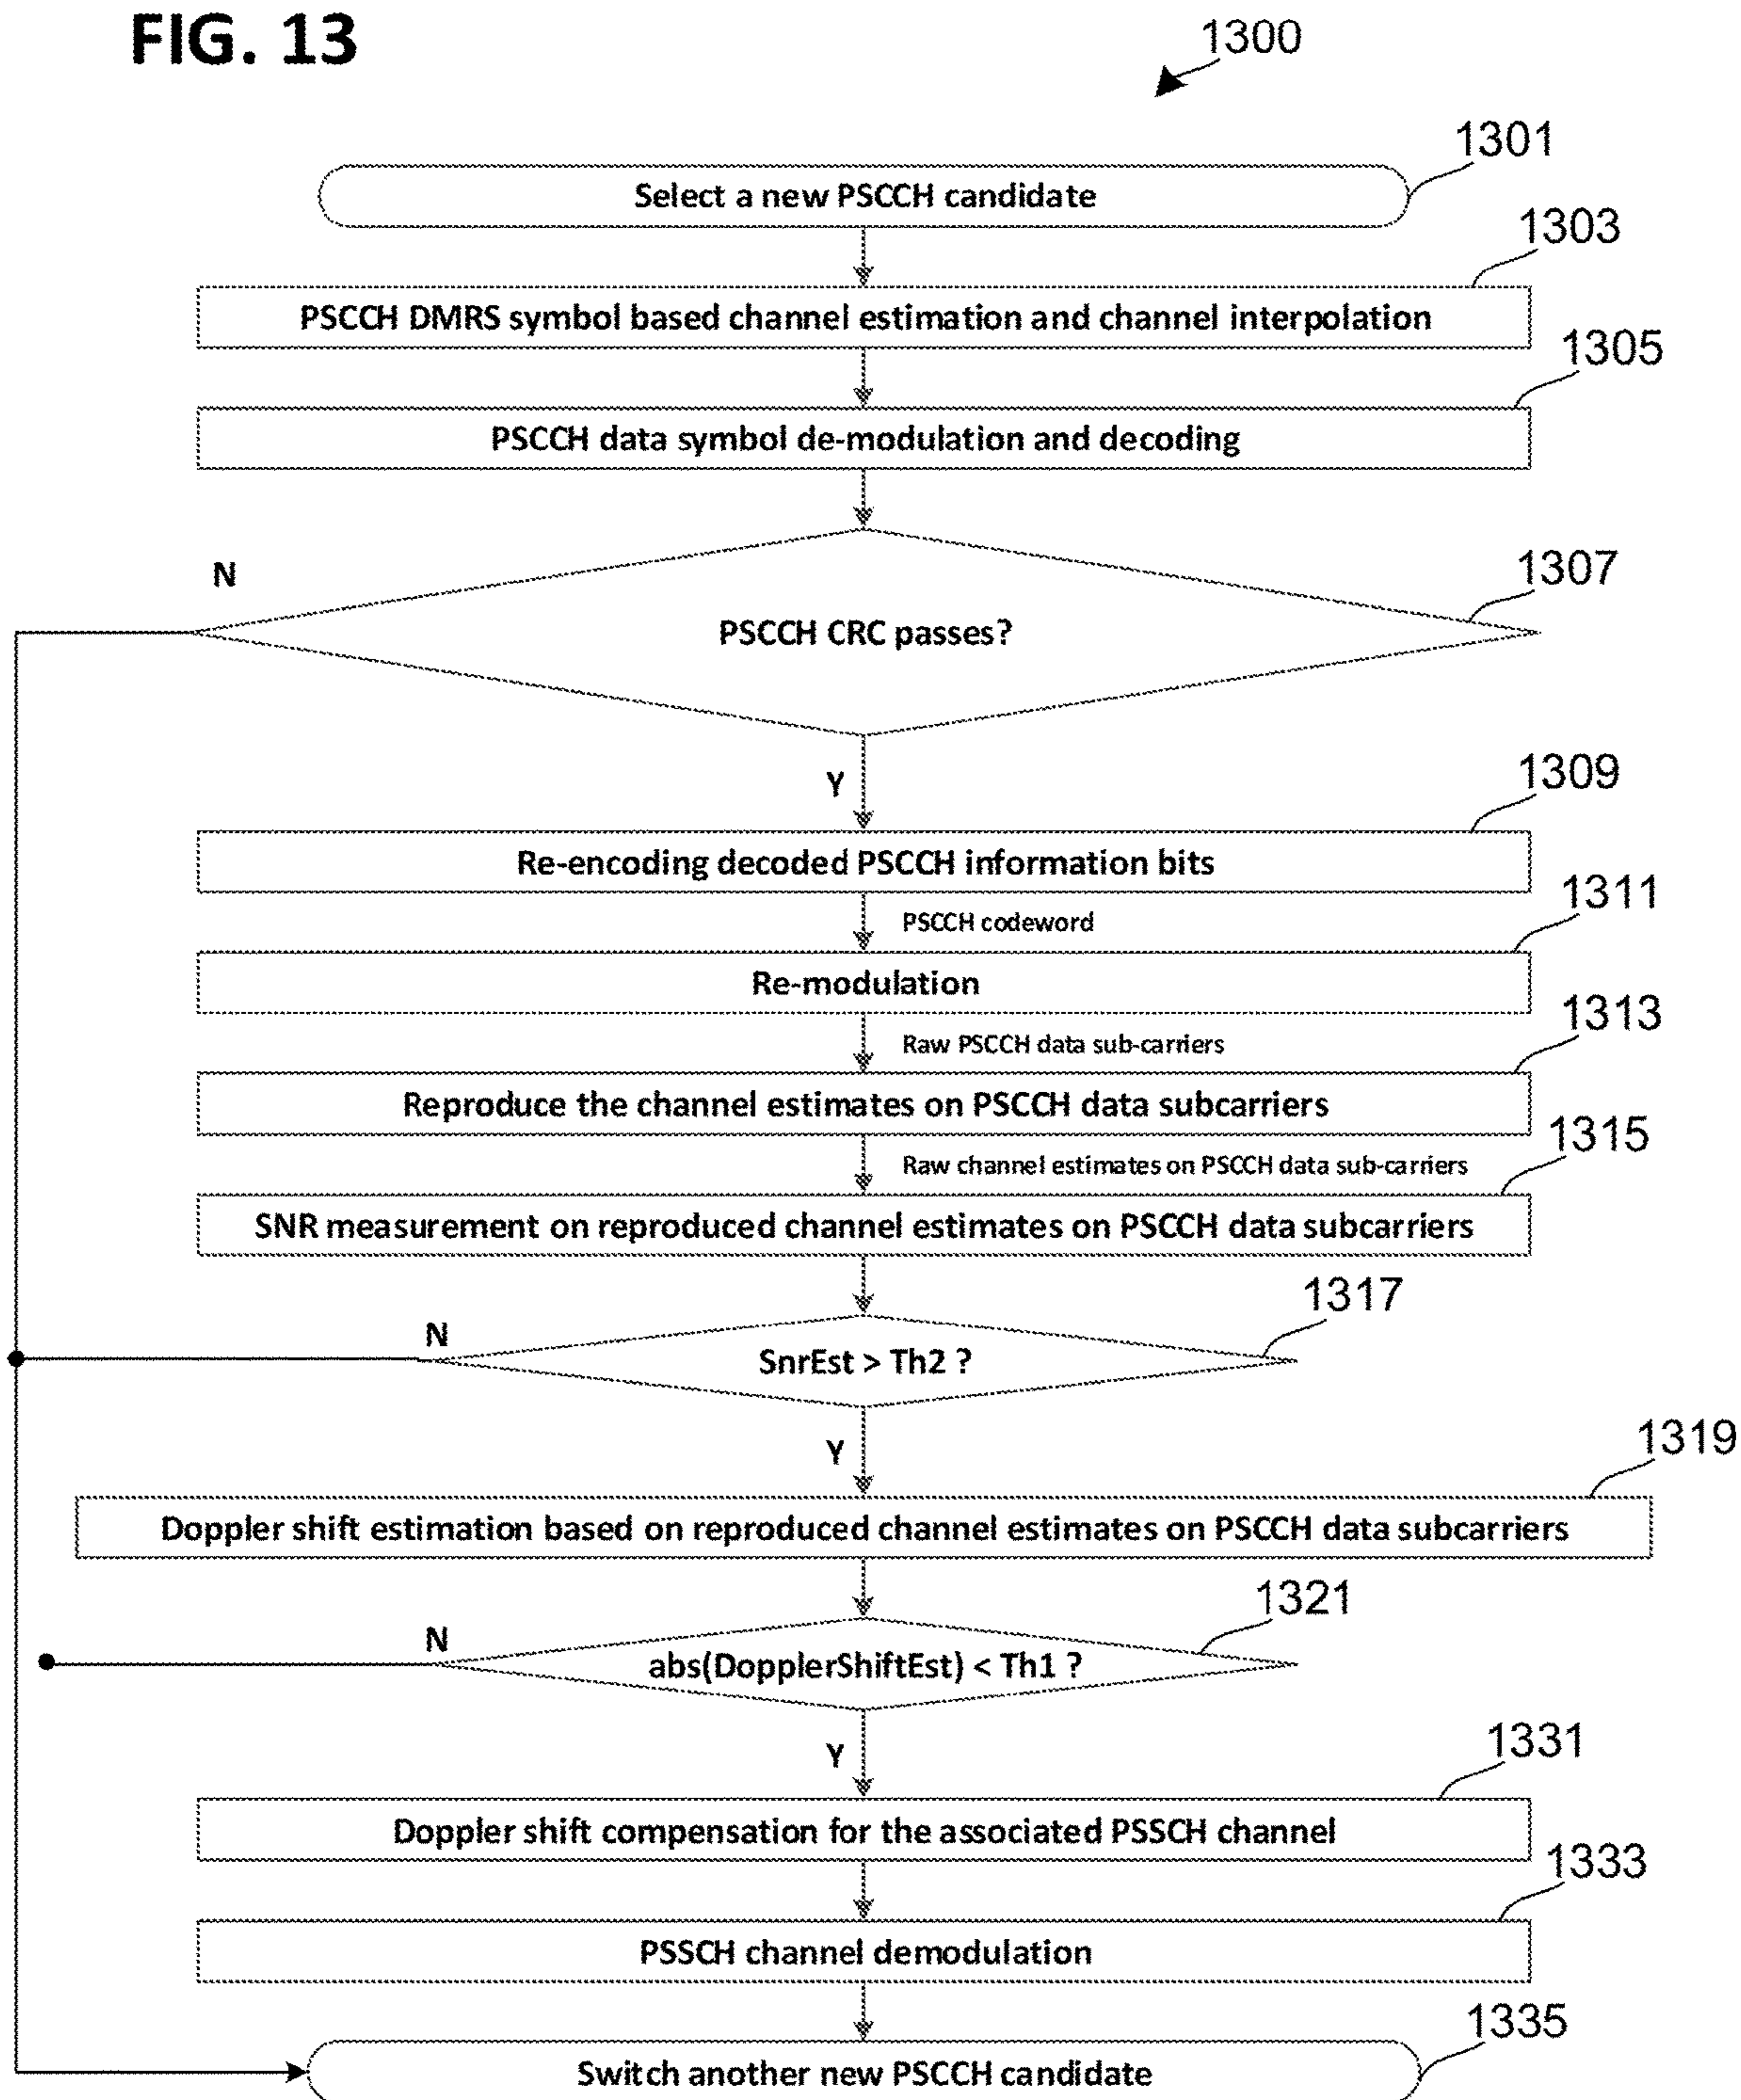 FIG. 13
1300
1301
Select a new PSCCH candidate
1303
PSCCH DMRS symbol based channel estimation and channel interpolation
1305
PSCCH data symbol de-modulation and decoding
N
1307
PSCCH CRC passes?
Y
1309
Re-encoding decoded PSCCH information bits
1311
PSCCH codeword
Re-modulation
1313
Raw PSCCH data sub-carriers
Reproduce the channel estimates on PSCCH data subcarriers
1315
Raw channel estimates on PSCCH data sub-carriers
SNR measurement on reproduced channel estimates on PSCCH data subcarriers
1317
N
SnrEst > Th2 ?
Y
1319
Doppler shift estimation based on reproduced channel estimates on PSCCH data subcarriers
1321
N
abs(DopplerShiftEst) < Th1 ?
Y
1331
Doppler shift compensation for the associated PSSCH channel
1333
PSSCH channel demodulation
1335
Switch another new PSCCH candidate